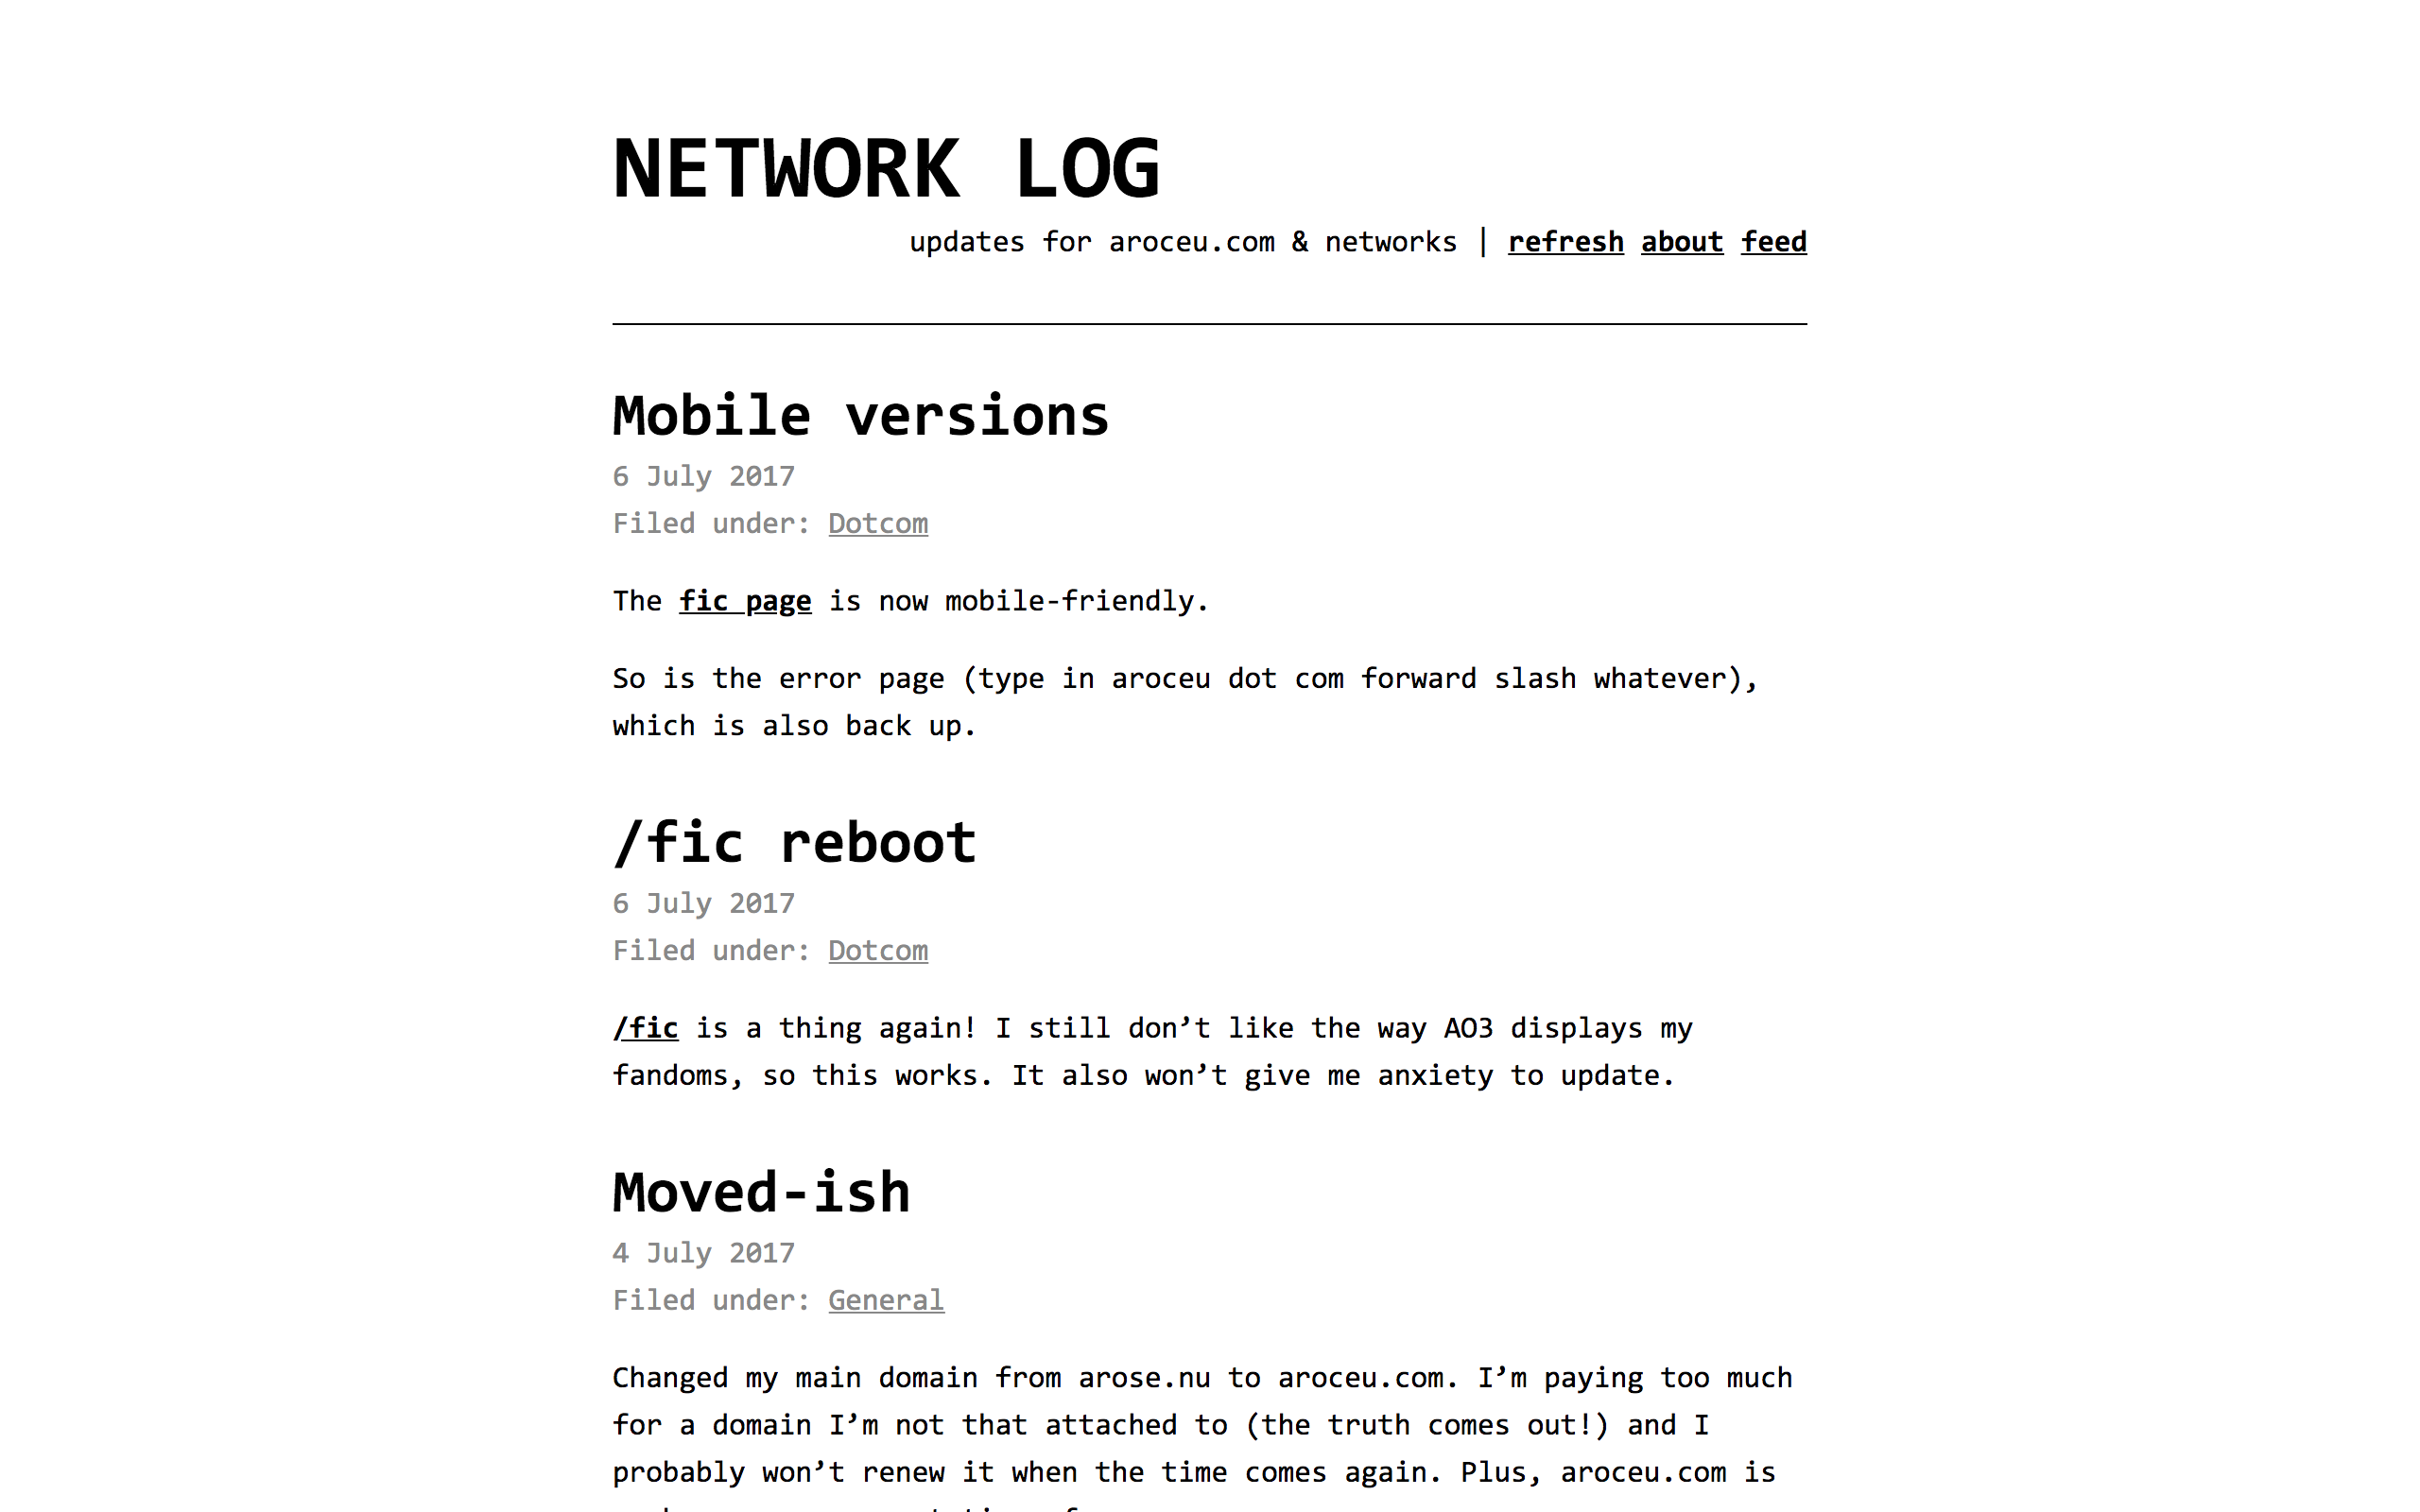 NETWORK LOG
updates for aroceu.com & networks | refresh about feed
Mobile versions
6 July 2017
Filed under: Dotcom
The fic page is now mobile-friendly.
So is the error page (type in aroceu dot com forward slash whatever),
which is also back up.
/fic reboot
6 July 2017
Filed under: Dotcom
/fic is a thing again! I still don’t like the way AO3 displays my
fandoms, so this works. It also won’t give me anxiety to update.
Moved-ish
4 July 2017
Filed under: General
Changed my main domain from arose.nu to aroceu.com. I’m paying too much
for a domain I’m not that attached to (the truth comes out!) and I
probably won’t renew it when the time comes again. Plus, aroceu.com is